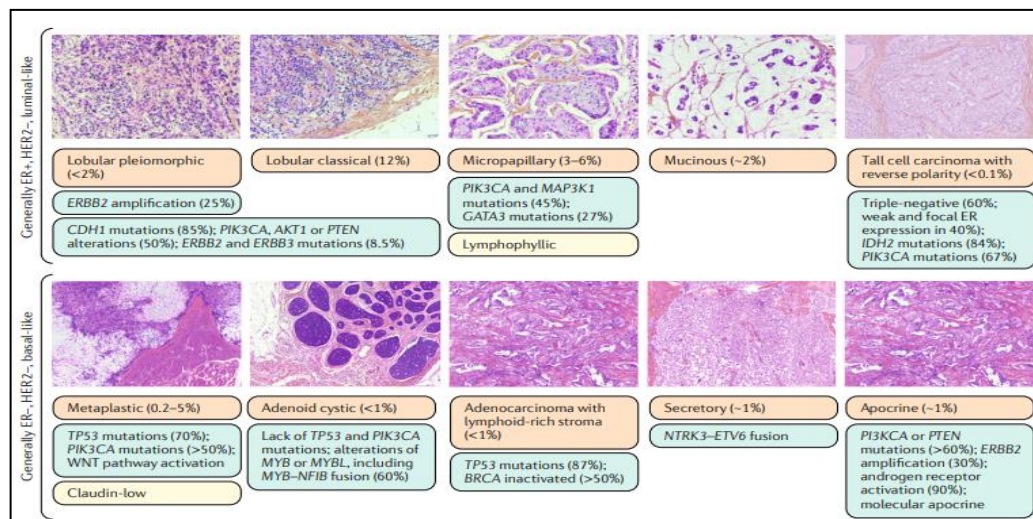 Generally ER+, HER2–, luminal-like
Lobular pleiomorphic
(<2%)
ERBB2 amplification (25%)
Lobular classical (12%)
CDH1 mutations (85%); PIK3CA, AKT1 or PTEN
alterations (50%); ERBB2 and ERBB3 mutations (8.5%)
Micropapillary (3–6%)
PIK3CA and MAP3K1
mutations (45%);
GATA3 mutations (27%)
Lymphophyllic
Mucinous (~2%)
Tall cell carcinoma with
reverse polarity (<0.1%)
Triple-negative (60%;
weak and focal ER
expression in 40%);
IDH2 mutations (84%);
PIK3CA mutations (67%)
Generally ER–, HER2–, basal-like
Metaplastic (0.2–5%)
TP53 mutations (70%);
PIK3CA mutations (>50%);
WNT pathway activation
Claudin-low
Adenoid cystic (<1%)
Lack of TP53 and PIK3CA
mutations; alterations of
MYB or MYBL, including
MYB–NFIB fusion (60%)
Adenocarcinoma with
lymphoid-rich stroma
(<1%)
TP53 mutations (87%);
BRCA inactivated (>50%)
Secretory (~1%)
NTRK3–ETV6 fusion
Apocrine (~1%)
PI3KCA or PTEN
mutations (>60%); ERBB2
amplification (30%);
androgen receptor
activation (90%);
molecular apocrine